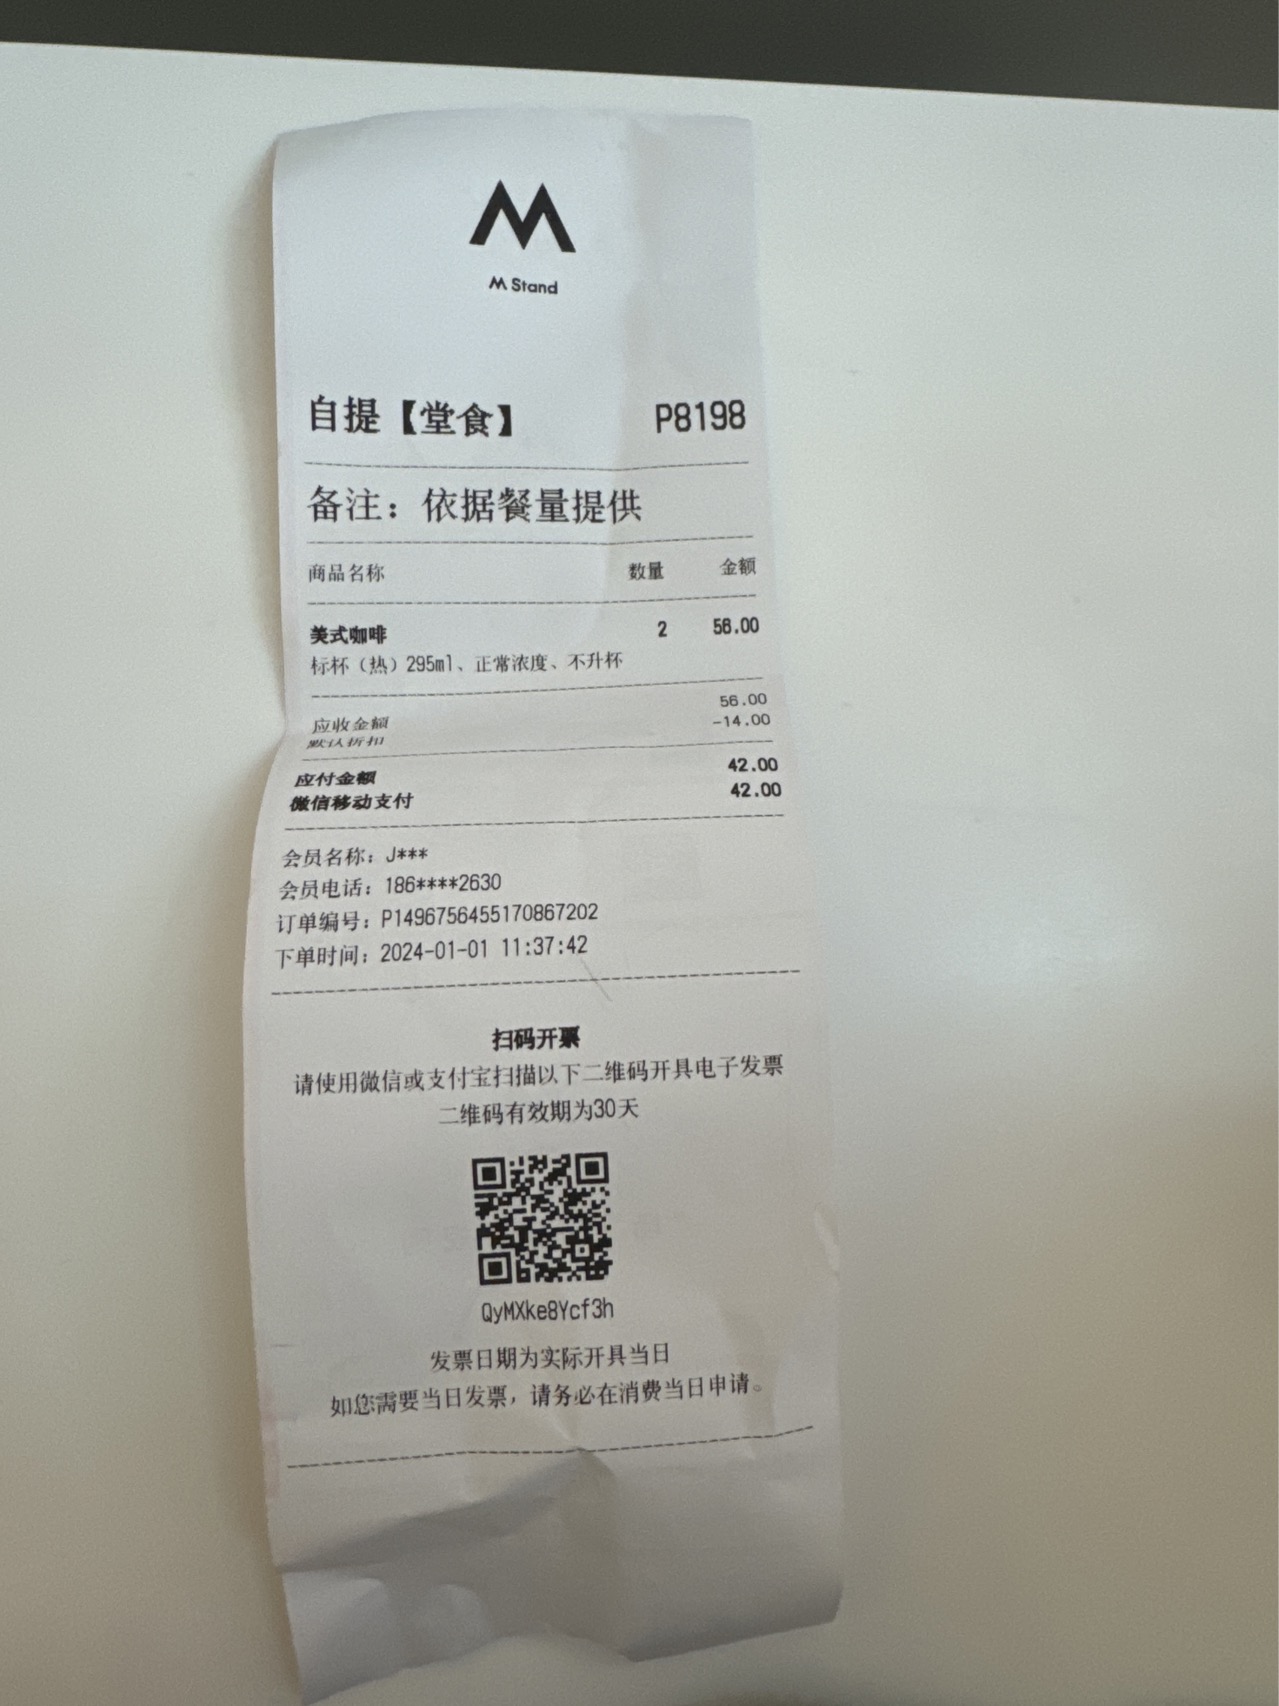 M Stand
自提【堂食】 P8198
备注：依据餐量提供
商品名称 数量 金额
美式咖啡 2 56.00
标杯（热）295ml、正常浓度、不升杯
应收金额 56.00
默认折扣 -14.00
应付金额 42.00
微信移动支付 42.00
会员名称：J***
会员电话：186****2630
订单编号：P1496756455170867202
下单时间：2024-01-01 11:37:42
扫码开票
请使用微信或支付宝扫描以下二维码开具电子发票
二维码有效期为30天
QyMXke8Ycf3h
发票日期为实际开具当日
如您需要当日发票，请务必在消费当日申请。